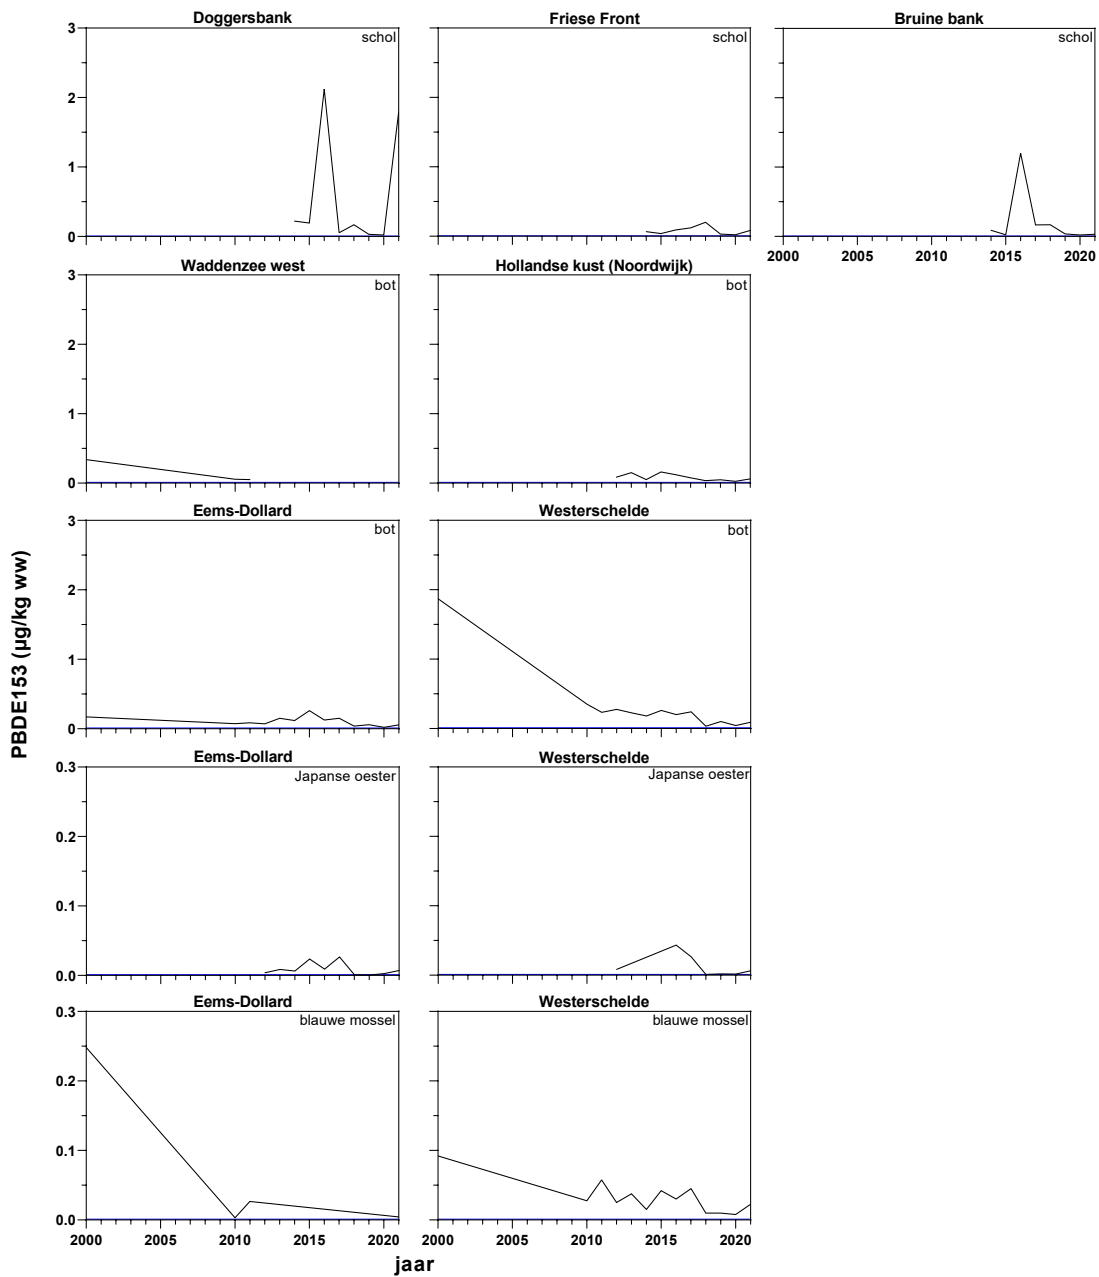 Doggersbank Friese Front Bruine bank
3 schol schol schol
2
1
0
2000 2005 2010 2015 2020
Waddenzee west Hollandse kust (Noordwijk)
3 bot bot
2
1
0
Eems-Dollard Westerschelde
3 bot bot
2
1
0
PBDE153 (µg/kg ww)
Eems-Dollard Westerschelde
0.3 Japanse oester Japanse oester
0.2
0.1
0.0
Eems-Dollard Westerschelde
0.3 blauwe mossel blauwe mossel
0.2
0.1
0.0
2000 2005 2010 2015 2020 2000 2005 2010 2015 2020
jaar